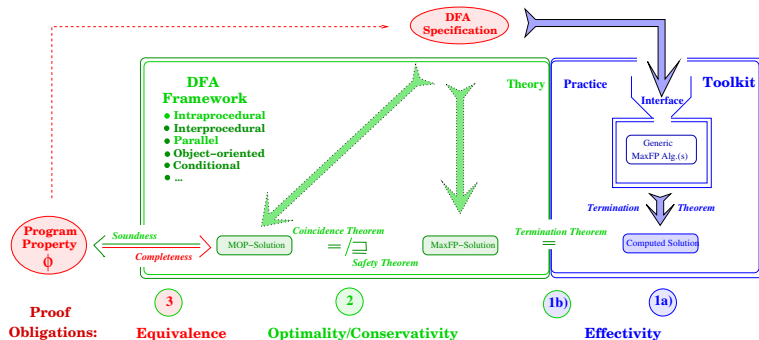 DFA
Specification
DFA
Framework
Intraprocedural
Interprocedural
Parallel
Object-oriented
Conditional
...
Theory
Practice
Toolkit
Interface
Generic
MaxFP Alg.(s)
Termination Theorem
Program
Property
ϕ
Soundness
Completeness
MOP-Solution
Coincidence Theorem
= /⊒
Safety Theorem
MaxFP-Solution
Termination Theorem
=
Computed Solution
3
2
1b)
1a)
Proof
Obligations:
Equivalence
Optimality/Conservativity
Effectivity